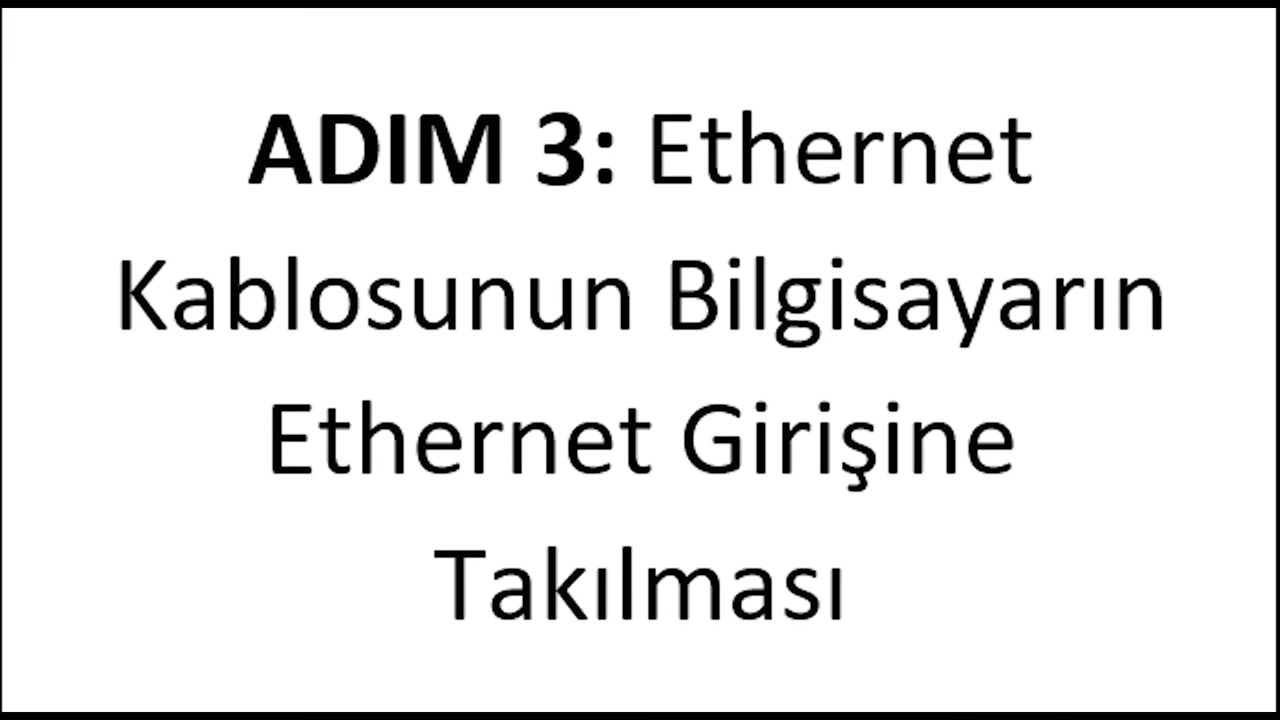 ADIM 3: Ethernet
Kablosunun Bilgisayarın
Ethernet Girişine
Takılması